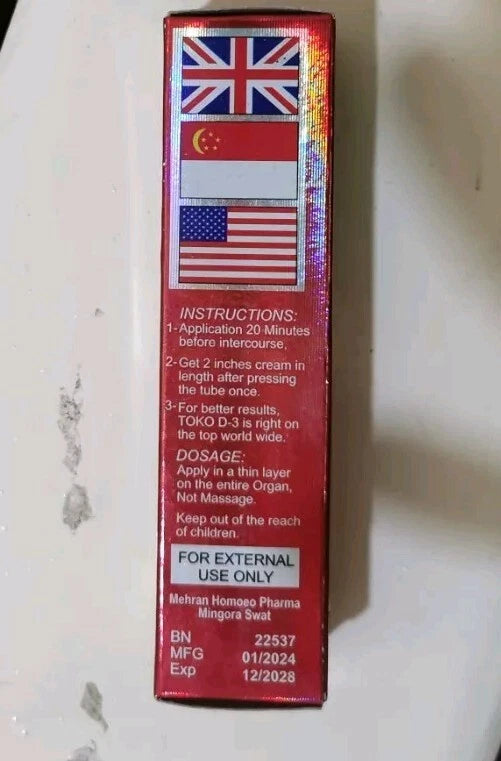 INSTRUCTIONS:
1-Application 20 Minutes
before intercourse.
2-Get 2 inches cream in
length after pressing
the tube once.
3-For better results,
TOKO D-3 is right on
the top world wide.
DOSAGE:
Apply in a thin layer
on the entire Organ,
Not Massage.
Keep out of the reach
of children.
FOR EXTERNAL
USE ONLY
Mehran Homoeo Pharma
Mingora Swat
BN 22537
MFG 01/2024
Exp 12/2028